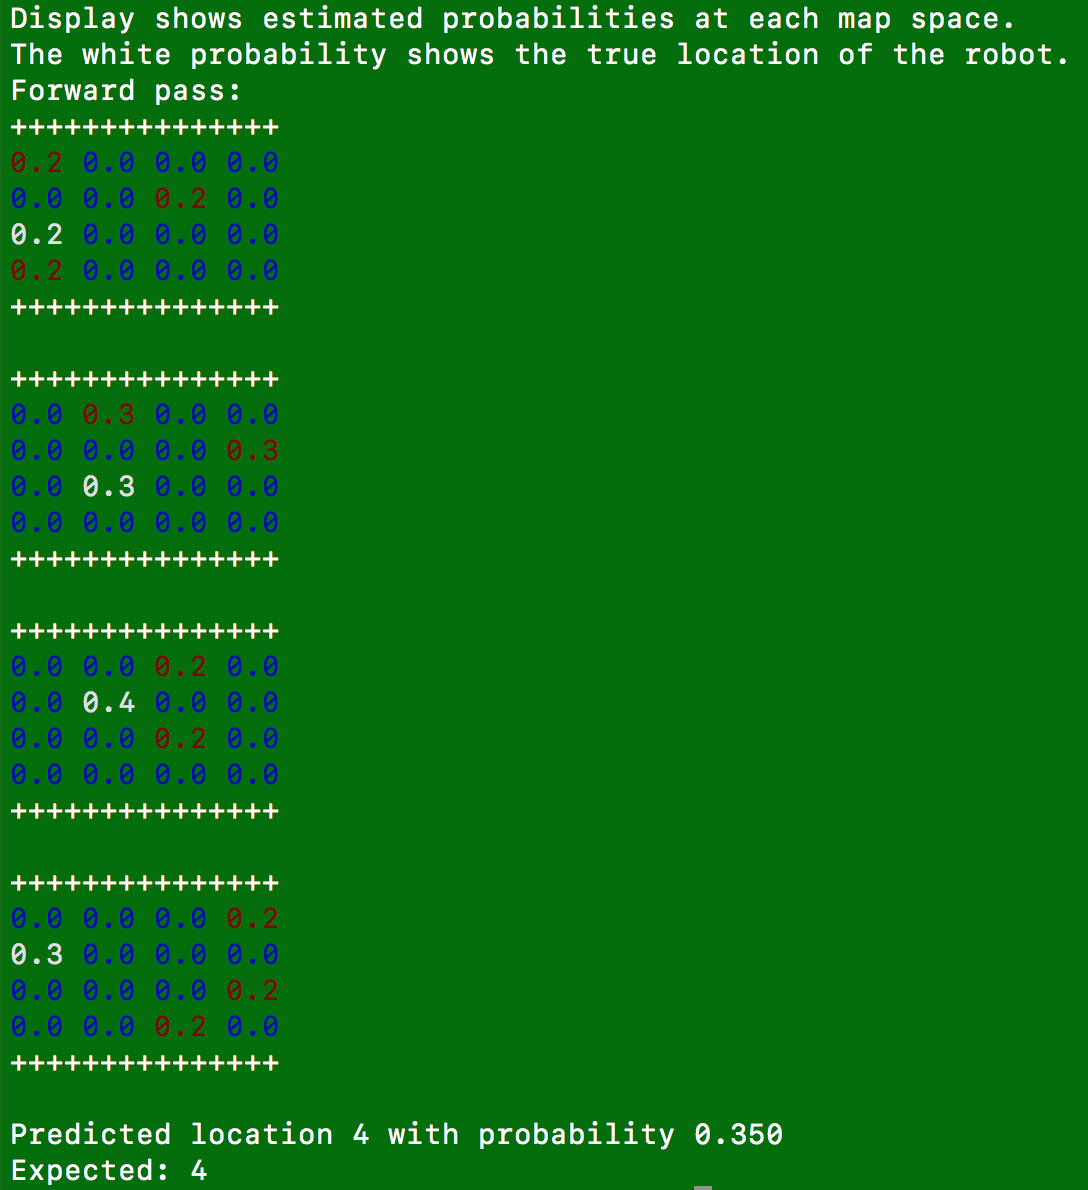 Display shows estimated probabilities at each map space.
The white probability shows the true location of the robot.
Forward pass:
+++++++++++++++
0.2 0.0 0.0 0.0
0.0 0.0 0.2 0.0
0.2 0.0 0.0 0.0
0.2 0.0 0.0 0.0
+++++++++++++++
+++++++++++++++
0.0 0.3 0.0 0.0
0.0 0.0 0.0 0.3
0.0 0.3 0.0 0.0
0.0 0.0 0.0 0.0
+++++++++++++++
+++++++++++++++
0.0 0.0 0.2 0.0
0.0 0.4 0.0 0.0
0.0 0.0 0.2 0.0
0.0 0.0 0.0 0.0
+++++++++++++++
+++++++++++++++
0.0 0.0 0.0 0.2
0.3 0.0 0.0 0.0
0.0 0.0 0.0 0.2
0.0 0.0 0.2 0.0
+++++++++++++++
Predicted location 4 with probability 0.350
Expected: 4